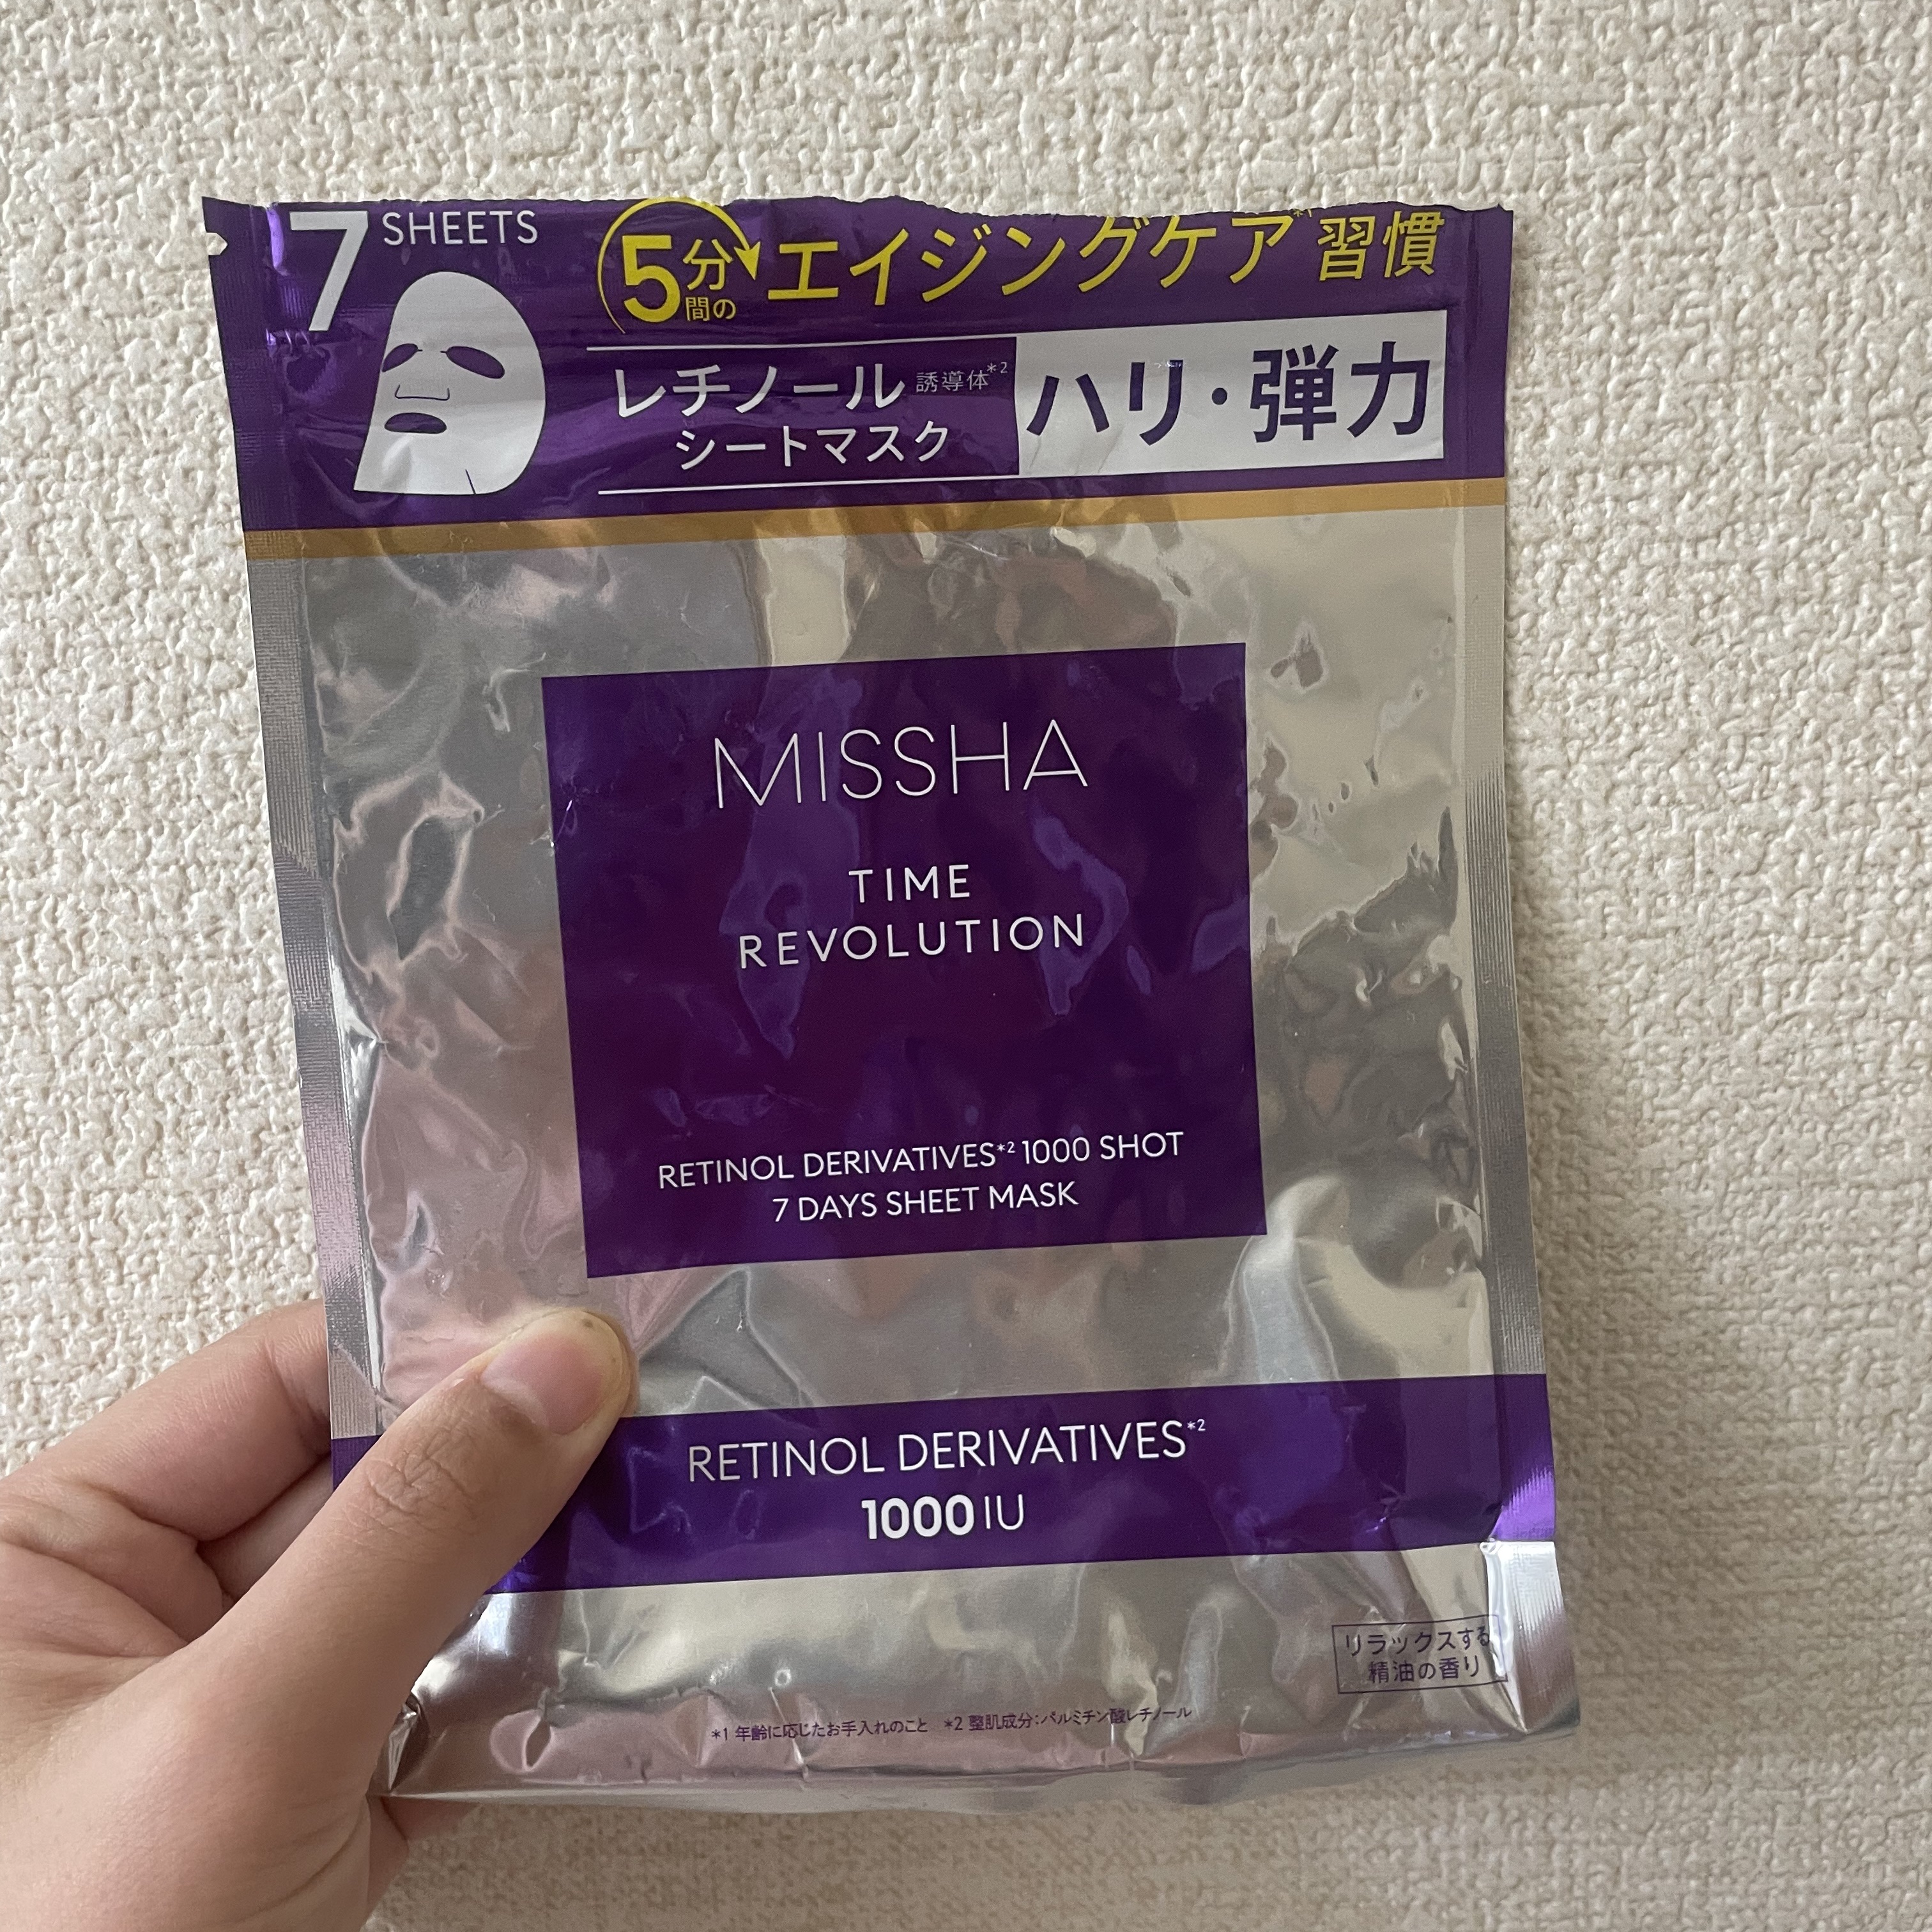 7 SHEETS
5分間の エイジングケア*1 習慣
レチノール誘導体*2
シートマスク
ハリ・弾力
MISSHA
TIME
REVOLUTION
RETINOL DERIVATIVES*2 1000 SHOT
7 DAYS SHEET MASK
RETINOL DERIVATIVES*2
1000 IU
リラックスする
精油の香り
*1 年齢に応じたお手入れのこと *2 整肌成分:パルミチン酸レチノール